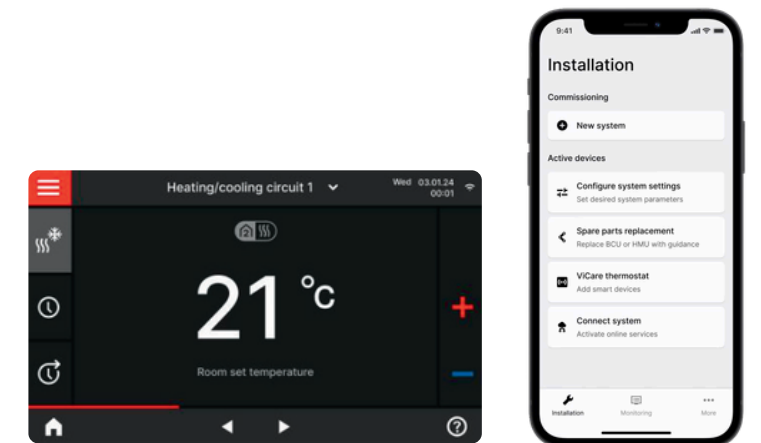 Heating/cooling circuit 1
Wed 03.01.24
00:01
21 °C
Room set temperature
9:41
Installation
Commissioning
New system
Active devices
Configure system settings
Set desired system parameters
Spare parts replacement
Replace BCU or HMU with guidance
ViCare thermostat
Add smart devices
Connect system
Activate online services
Installation
Monitoring
More